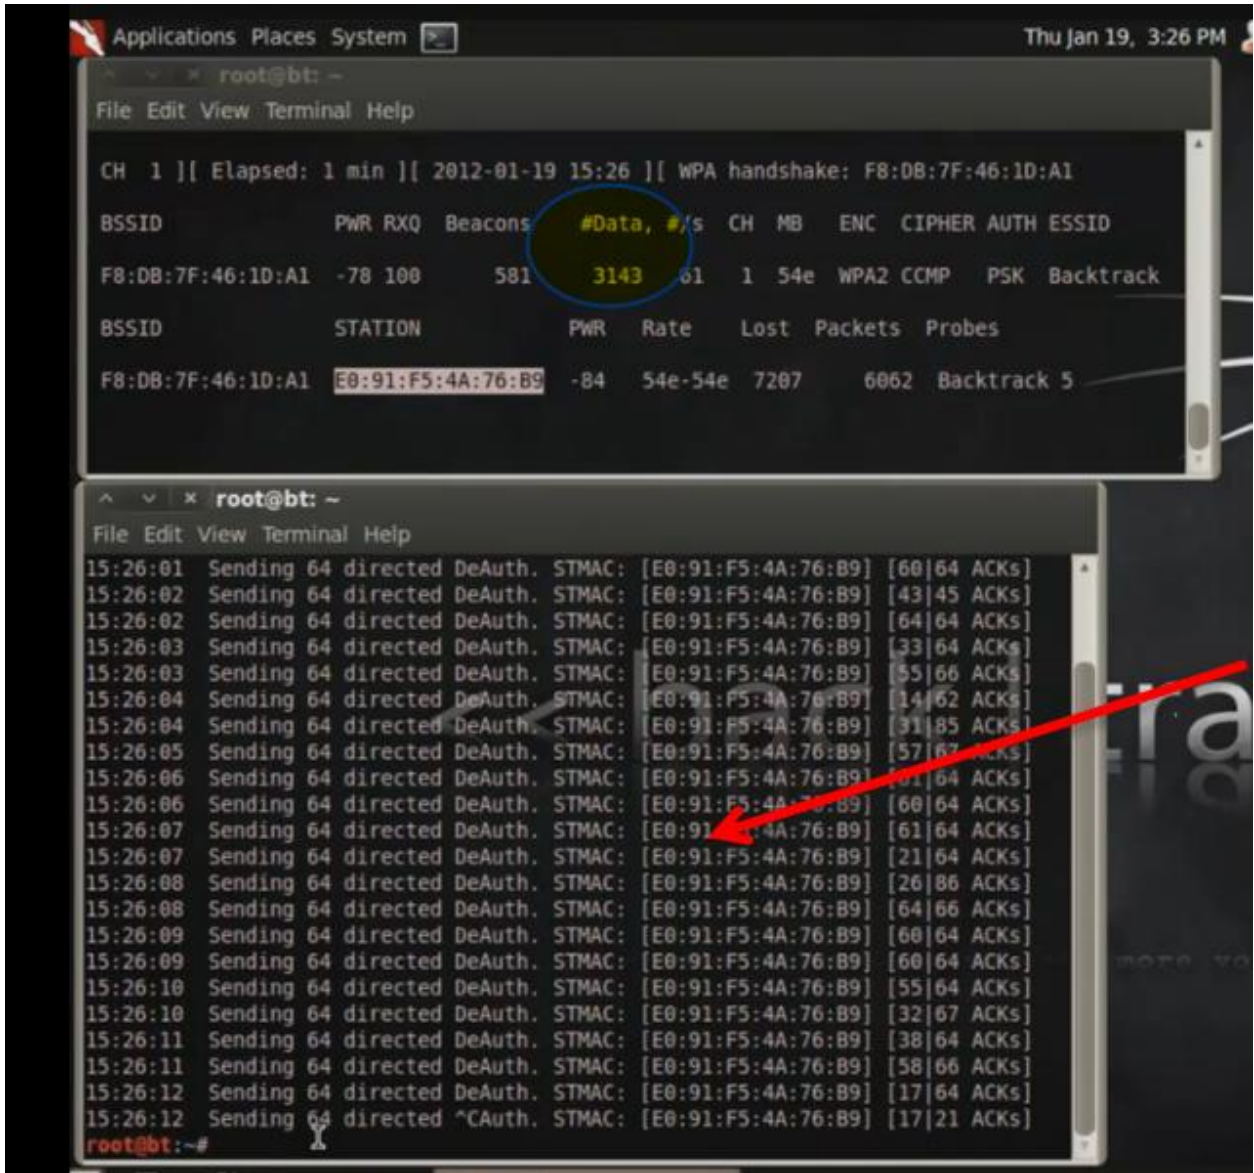 Applications Places System Thu Jan 19, 3:26 PM
root@bt: ~
File Edit View Terminal Help
CH 1 ][ Elapsed: 1 min ][ 2012-01-19 15:26 ][ WPA handshake: F8:DB:7F:46:1D:A1
BSSID PWR RXQ Beacons #Data, #/s CH MB ENC CIPHER AUTH ESSID
F8:DB:7F:46:1D:A1 -78 100 581 3143 61 1 54e WPA2 CCMP PSK Backtrack
BSSID STATION PWR Rate Lost Packets Probes
F8:DB:7F:46:1D:A1 E0:91:F5:4A:76:B9 -84 54e-54e 7207 6062 Backtrack 5
root@bt: ~
File Edit View Terminal Help
15:26:01 Sending 64 directed DeAuth. STMAC: [E0:91:F5:4A:76:B9] [60|64 ACKs]
15:26:02 Sending 64 directed DeAuth. STMAC: [E0:91:F5:4A:76:B9] [43|45 ACKs]
15:26:02 Sending 64 directed DeAuth. STMAC: [E0:91:F5:4A:76:B9] [64|64 ACKs]
15:26:03 Sending 64 directed DeAuth. STMAC: [E0:91:F5:4A:76:B9] [33|64 ACKs]
15:26:03 Sending 64 directed DeAuth. STMAC: [E0:91:F5:4A:76:B9] [55|66 ACKs]
15:26:04 Sending 64 directed DeAuth. STMAC: [E0:91:F5:4A:76:B9] [14|62 ACKs]
15:26:04 Sending 64 directed DeAuth. STMAC: [E0:91:F5:4A:76:B9] [31|85 ACKs]
15:26:05 Sending 64 directed DeAuth. STMAC: [E0:91:F5:4A:76:B9] [57|67 ACKs]
15:26:06 Sending 64 directed DeAuth. STMAC: [E0:91:F5:4A:76:B9] [61|64 ACKs]
15:26:06 Sending 64 directed DeAuth. STMAC: [E0:91:F5:4A:76:B9] [60|64 ACKs]
15:26:07 Sending 64 directed DeAuth. STMAC: [E0:91:F5:4A:76:B9] [61|64 ACKs]
15:26:07 Sending 64 directed DeAuth. STMAC: [E0:91:F5:4A:76:B9] [21|64 ACKs]
15:26:08 Sending 64 directed DeAuth. STMAC: [E0:91:F5:4A:76:B9] [26|86 ACKs]
15:26:08 Sending 64 directed DeAuth. STMAC: [E0:91:F5:4A:76:B9] [64|66 ACKs]
15:26:09 Sending 64 directed DeAuth. STMAC: [E0:91:F5:4A:76:B9] [60|64 ACKs]
15:26:09 Sending 64 directed DeAuth. STMAC: [E0:91:F5:4A:76:B9] [60|64 ACKs]
15:26:10 Sending 64 directed DeAuth. STMAC: [E0:91:F5:4A:76:B9] [55|64 ACKs]
15:26:10 Sending 64 directed DeAuth. STMAC: [E0:91:F5:4A:76:B9] [32|67 ACKs]
15:26:11 Sending 64 directed DeAuth. STMAC: [E0:91:F5:4A:76:B9] [38|64 ACKs]
15:26:11 Sending 64 directed DeAuth. STMAC: [E0:91:F5:4A:76:B9] [58|66 ACKs]
15:26:12 Sending 64 directed DeAuth. STMAC: [E0:91:F5:4A:76:B9] [17|64 ACKs]
15:26:12 Sending 64 directed ^CAuth. STMAC: [E0:91:F5:4A:76:B9] [17|21 ACKs]
root@bt:~#
<< back
tra
more yo